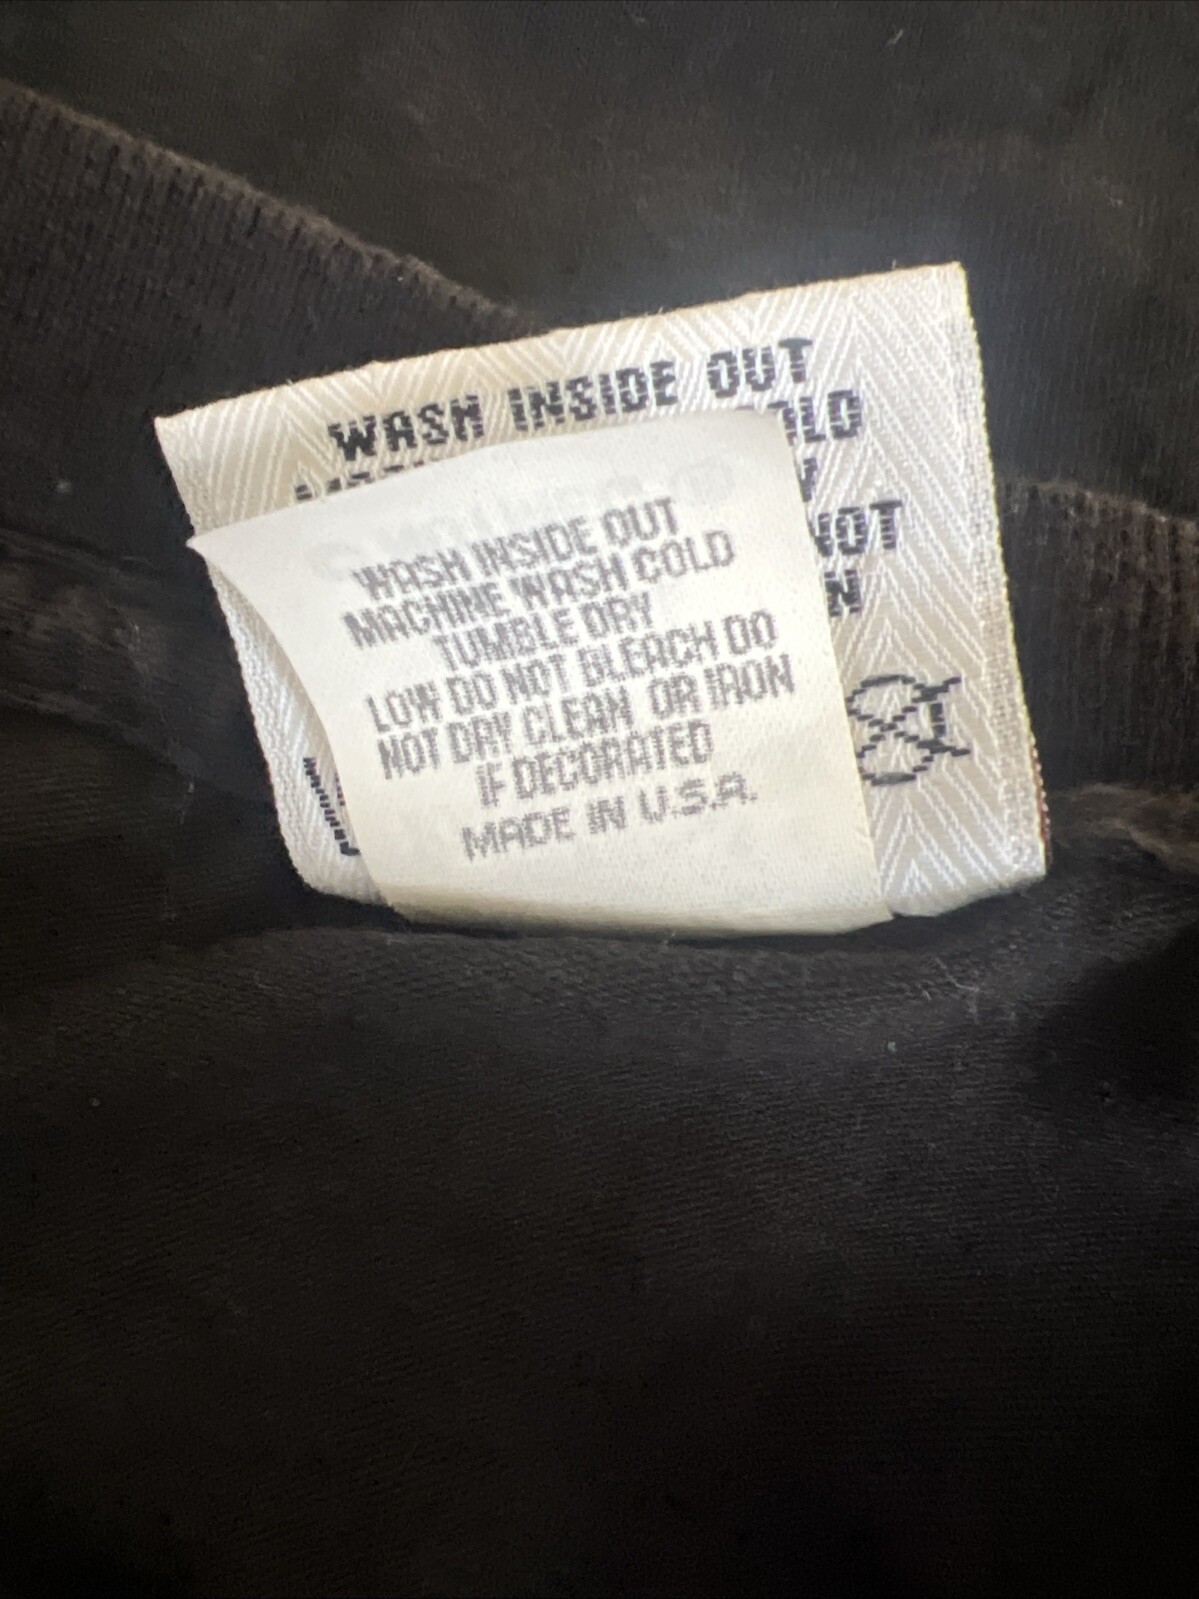 WASH INSIDE OUT
WASH INSIDE OUT
MACHINE WASH COLD
TUMBLE DRY
LOW DO NOT BLEACH DO
NOT DRY CLEAN OR IRON
IF DECORATED
MADE IN U.S.A.